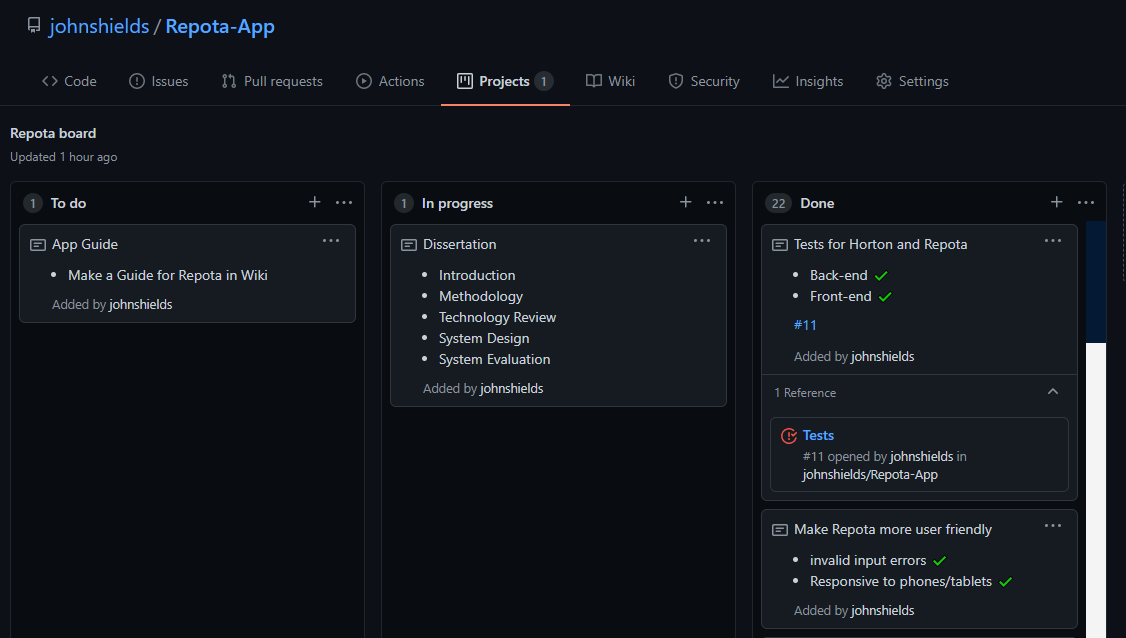 johnshields / Repota-App
Code Issues Pull requests Actions Projects 1 Wiki Security Insights Settings
Repota board
Updated 1 hour ago
1 To do
App Guide
Make a Guide for Repota in Wiki
Added by johnshields
1 In progress
Dissertation
Introduction
Methodology
Technology Review
System Design
System Evaluation
Added by johnshields
22 Done
Tests for Horton and Repota
Back-end ✓
Front-end ✓
#11
Added by johnshields
1 Reference
Tests
#11 opened by johnshields in
johnshields/Repota-App
Make Repota more user friendly
invalid input errors ✓
Responsive to phones/tablets ✓
Added by johnshields